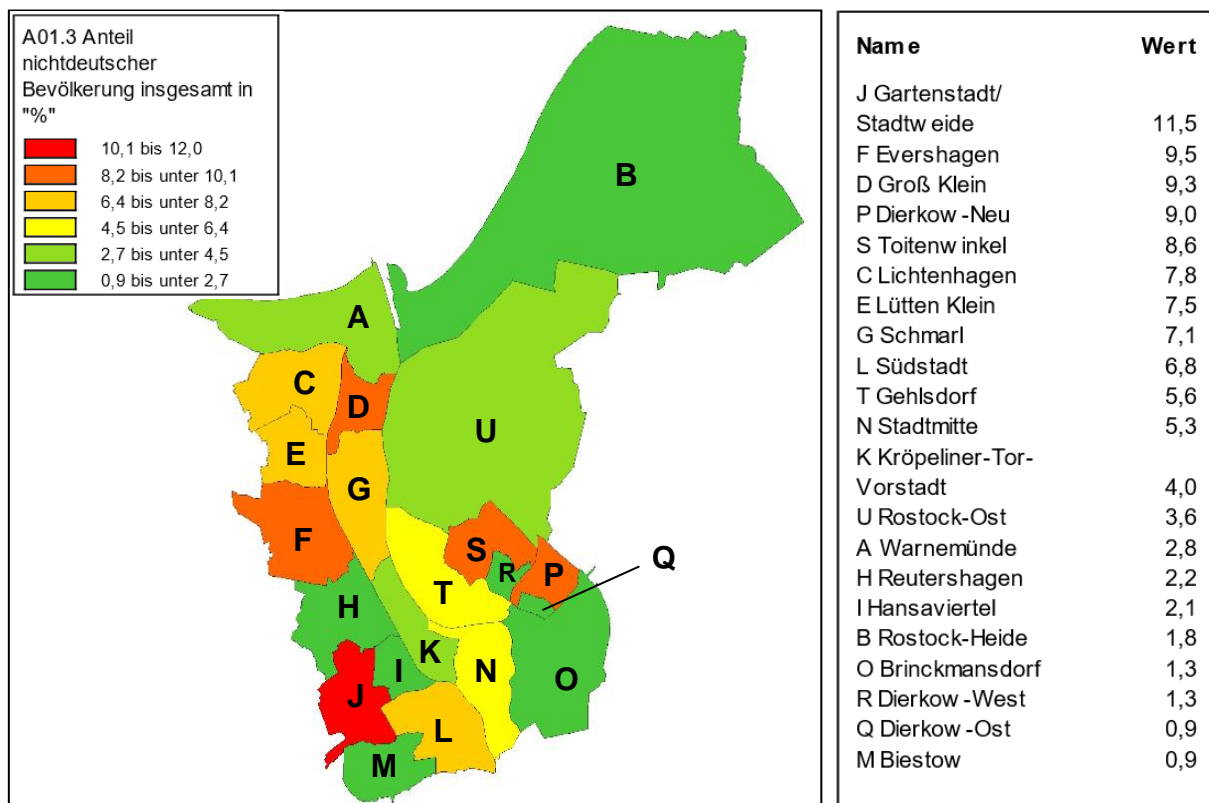 A01.3 Anteil
nichtdeutscher
Bevölkerung insgesamt in
"%"
10,1 bis 12,0
8,2 bis unter 10,1
6,4 bis unter 8,2
4,5 bis unter 6,4
2,7 bis unter 4,5
0,9 bis unter 2,7
B
A
C
D
U
E
G
F
S
R
P
Q
T
H
K
I
N
O
J
L
M
Name Wert
J Gartenstadt/
Stadtweide 11,5
F Evershagen 9,5
D Groß Klein 9,3
P Dierkow-Neu 9,0
S Toitenwinkel 8,6
C Lichtenhagen 7,8
E Lütten Klein 7,5
G Schmarl 7,1
L Südstadt 6,8
T Gehlsdorf 5,6
N Stadtmitte 5,3
K Kröpeliner-Tor-
Vorstadt 4,0
U Rostock-Ost 3,6
A Warnemünde 2,8
H Reutershagen 2,2
I Hansaviertel 2,1
B Rostock-Heide 1,8
O Brinckmansdorf 1,3
R Dierkow-West 1,3
Q Dierkow-Ost 0,9
M Biestow 0,9